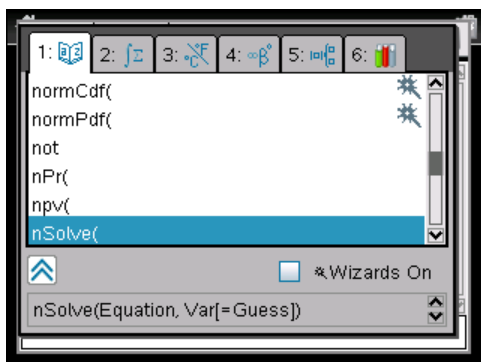 1: 2: ∫Σ 3: °C°F 4: ∞β° 5: 6:
normCdf(
normPdf(
not
nPr(
npv(
nSolve(
Wizards On
nSolve(Equation, Var[=Guess])